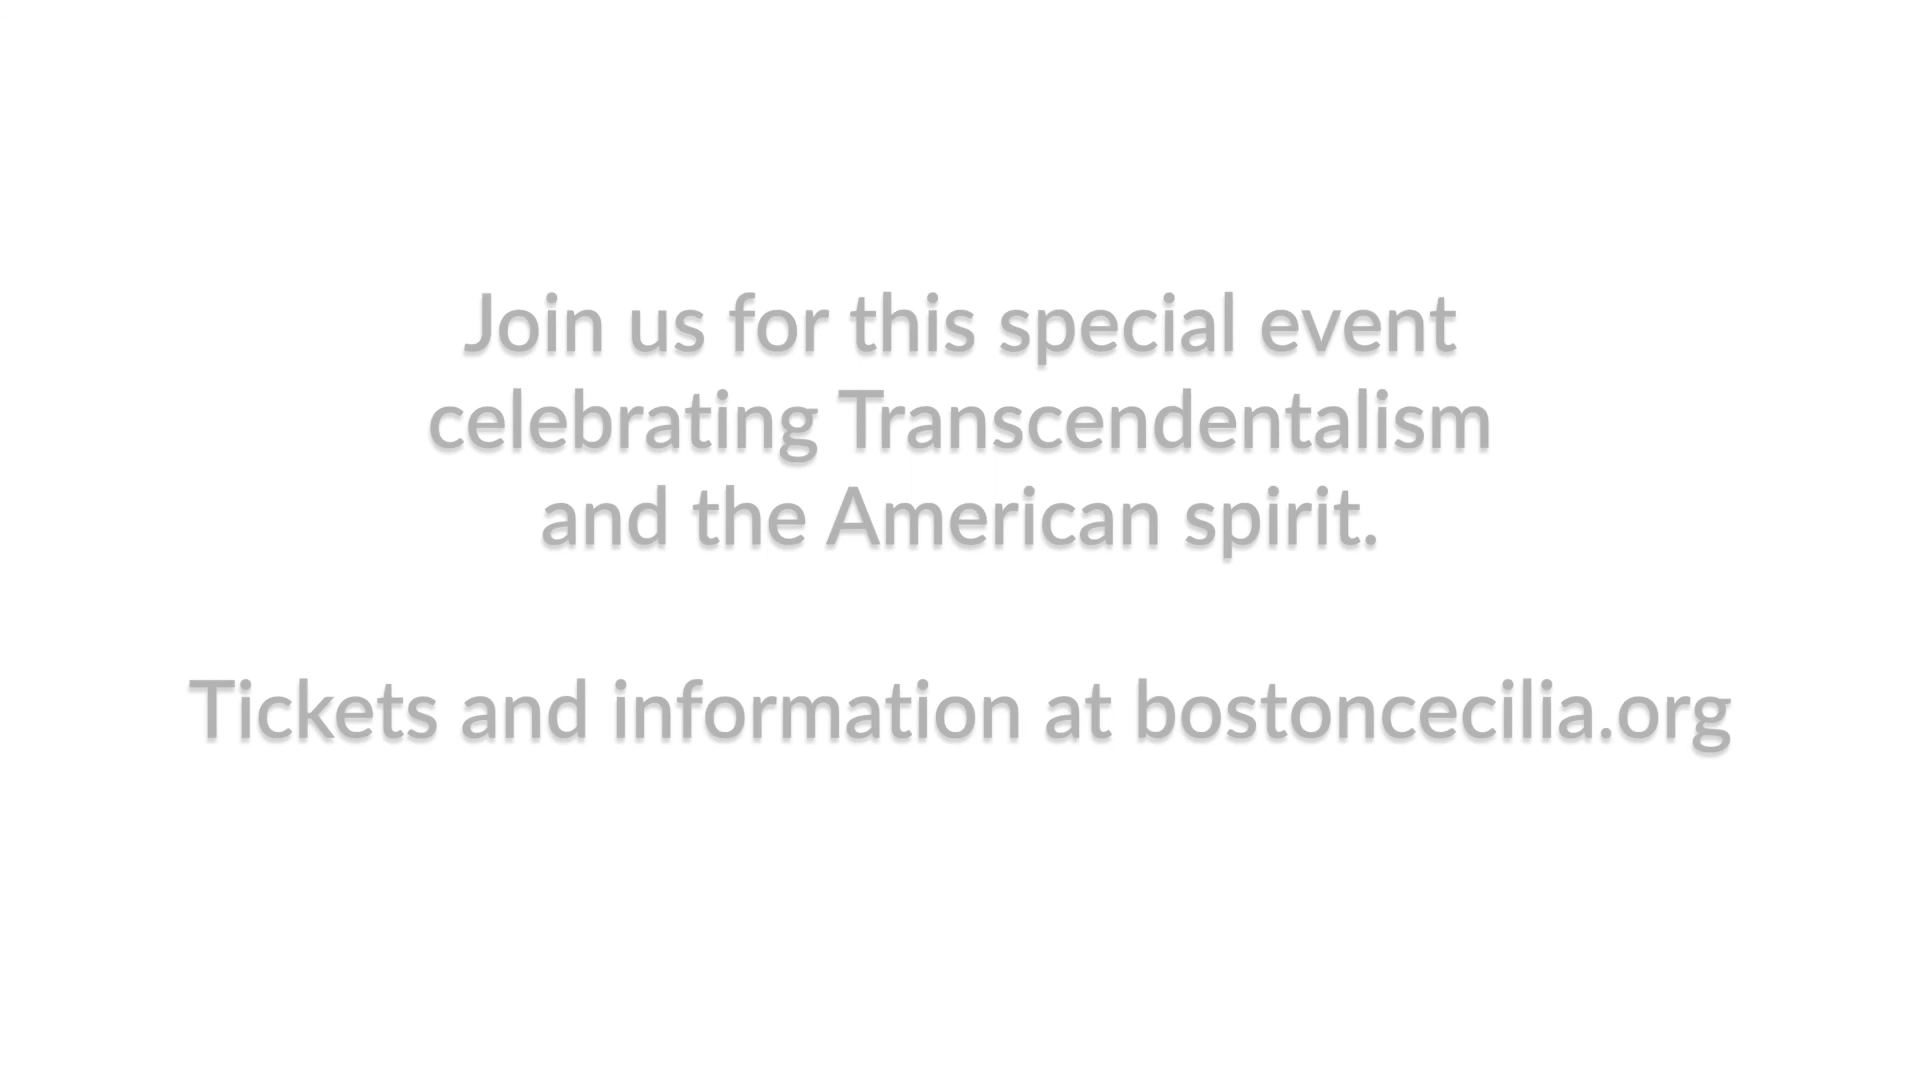 Join us for this special event
celebrating Transcendentalism
and the American spirit.
Tickets and information at bostoncecilia.org